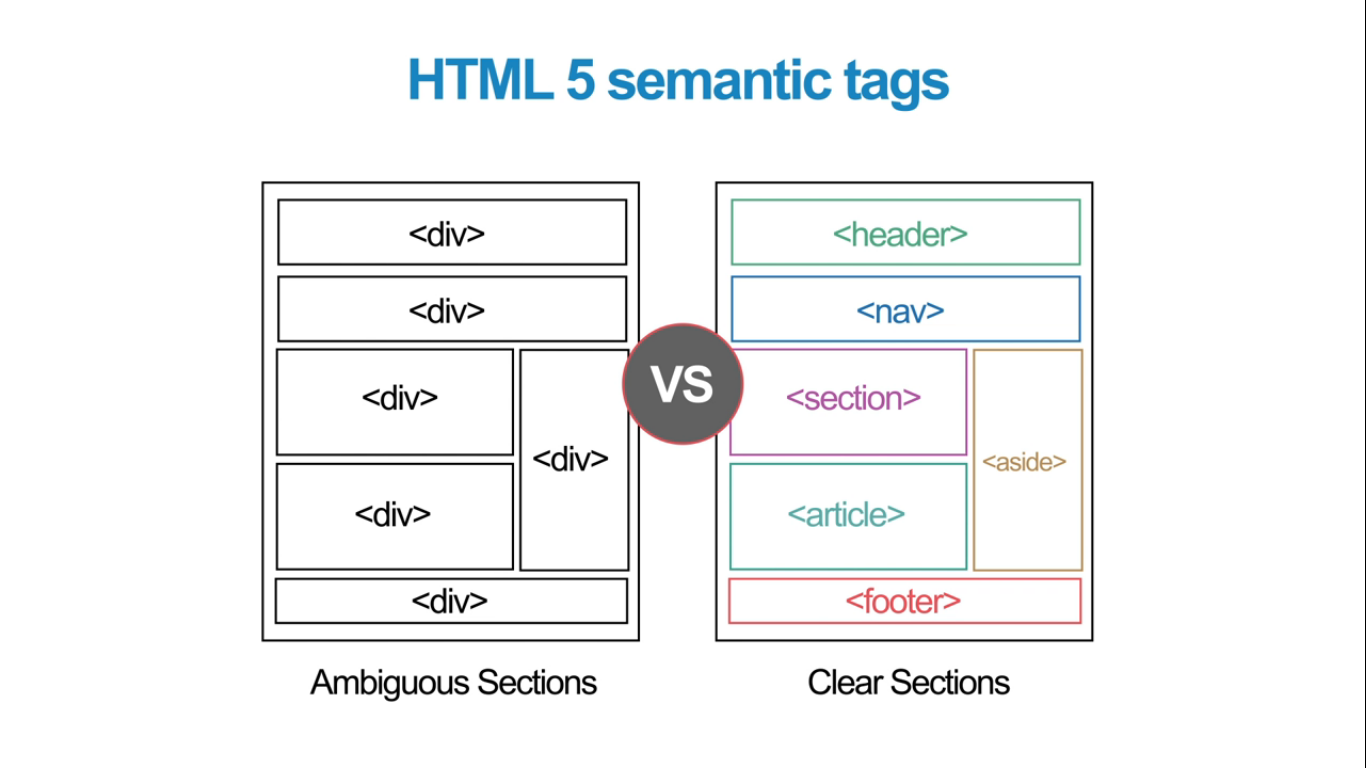 HTML 5 semantic tags
<div>
<div>
<div>
<div>
<div>
<div>
Ambiguous Sections
VS
<header>
<nav>
<section>
<aside>
<article>
<footer>
Clear Sections